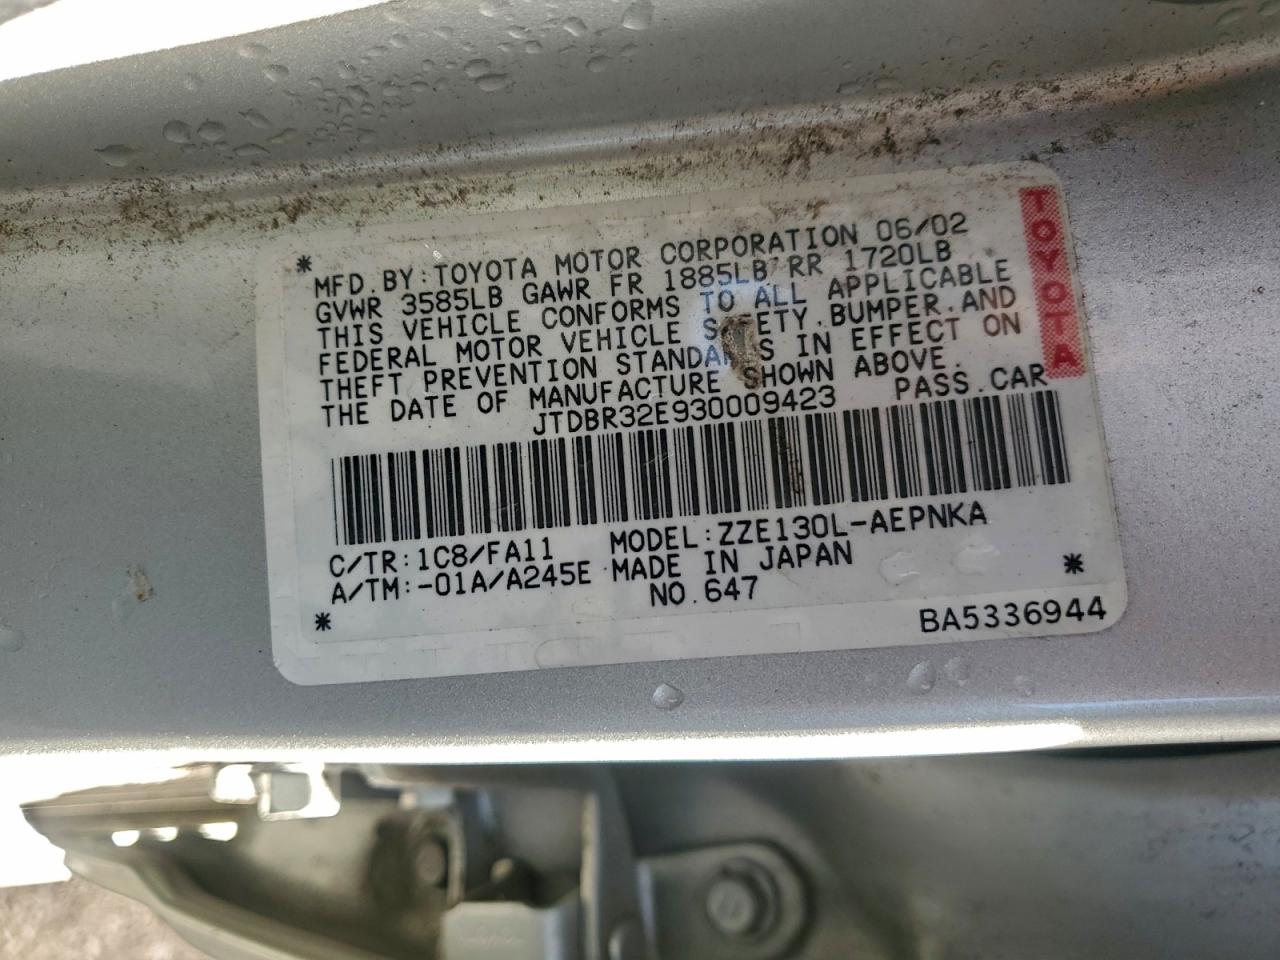 MFD. BY: TOYOTA MOTOR CORPORATION 06/02
GVWR 3585LB GAWR FR 1885LB RR 1720LB
THIS VEHICLE CONFORMS TO ALL APPLICABLE
FEDERAL MOTOR VEHICLE SAFETY, BUMPER, AND
THEFT PREVENTION STANDARDS IN EFFECT ON
THE DATE OF MANUFACTURE SHOWN ABOVE.
JTDBR32E930009423 PASS. CAR
C/TR: 1C8/FA11 MODEL: ZZE130L-AEPNKA
A/TM: -01A/A245E MADE IN JAPAN
NO. 647
BA5336944
TOYOTA